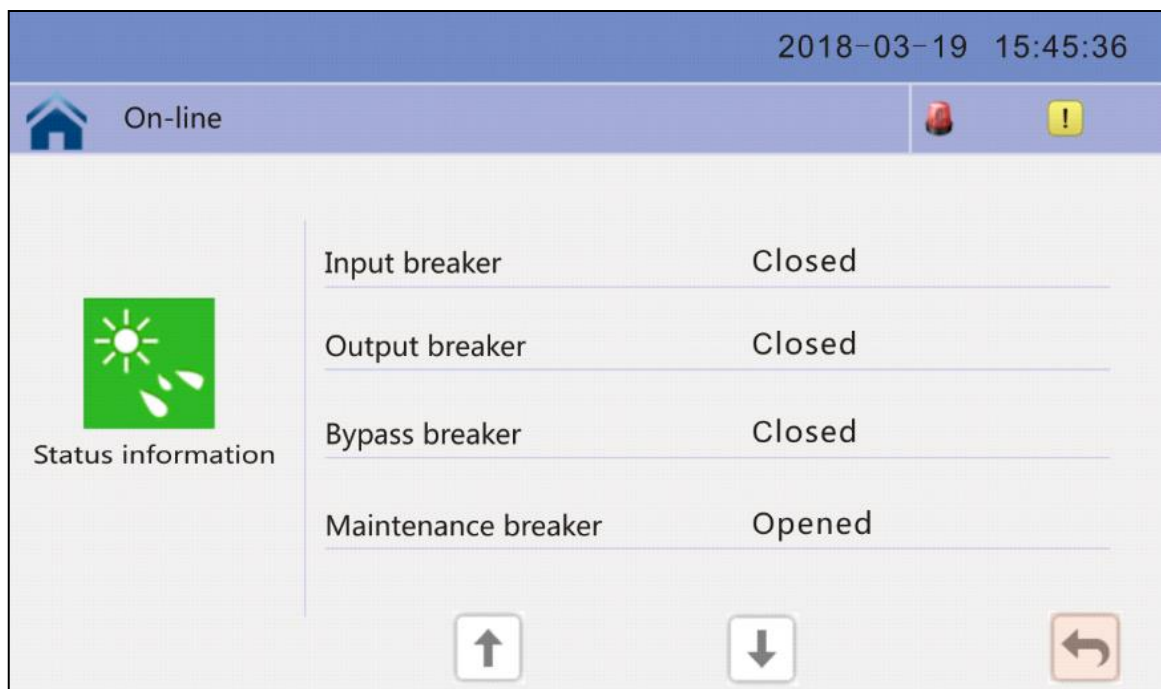 2018-03-19 15:45:36
On-line
!
Input breaker Closed
Output breaker Closed
Bypass breaker Closed
Status information
Maintenance breaker Opened